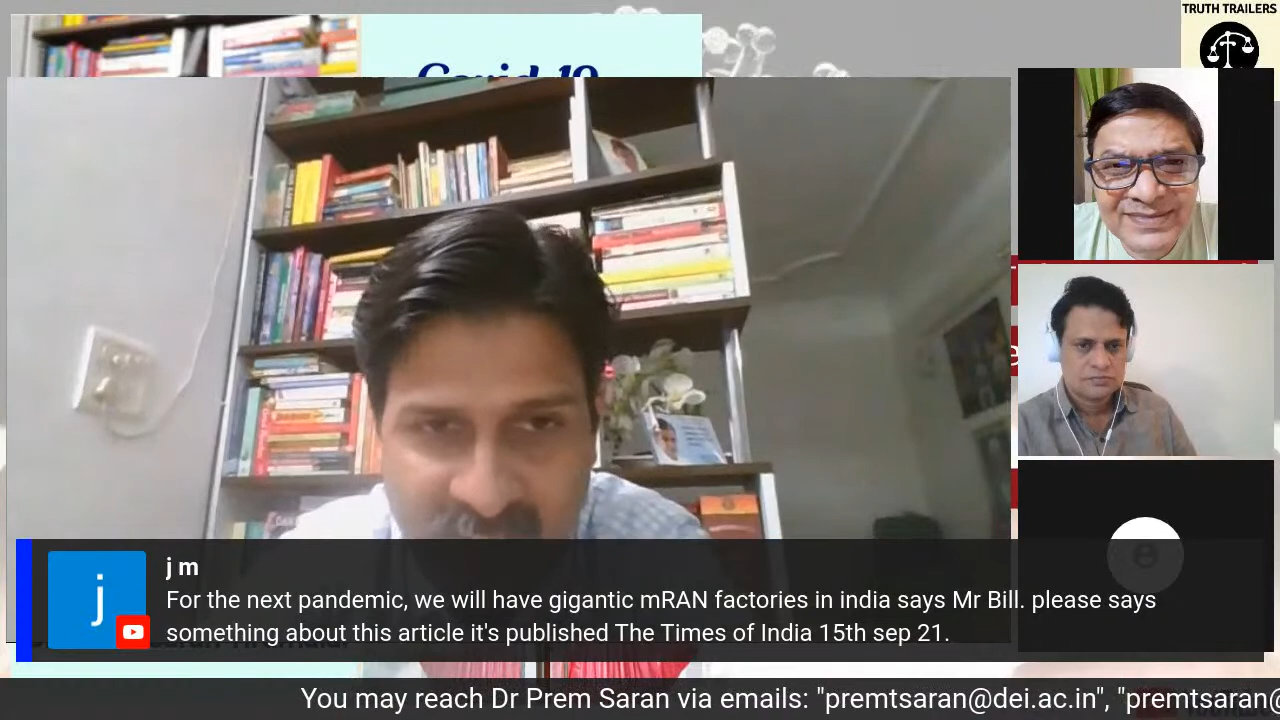 TRUTH TRAILERS
Covid-19
j m
j
For the next pandemic, we will have gigantic mRAN factories in india says Mr Bill. please says
something about this article it's published The Times of India 15th sep 21.
You may reach Dr Prem Saran via emails: "premtsaran@dei.ac.in", "premtsaran@